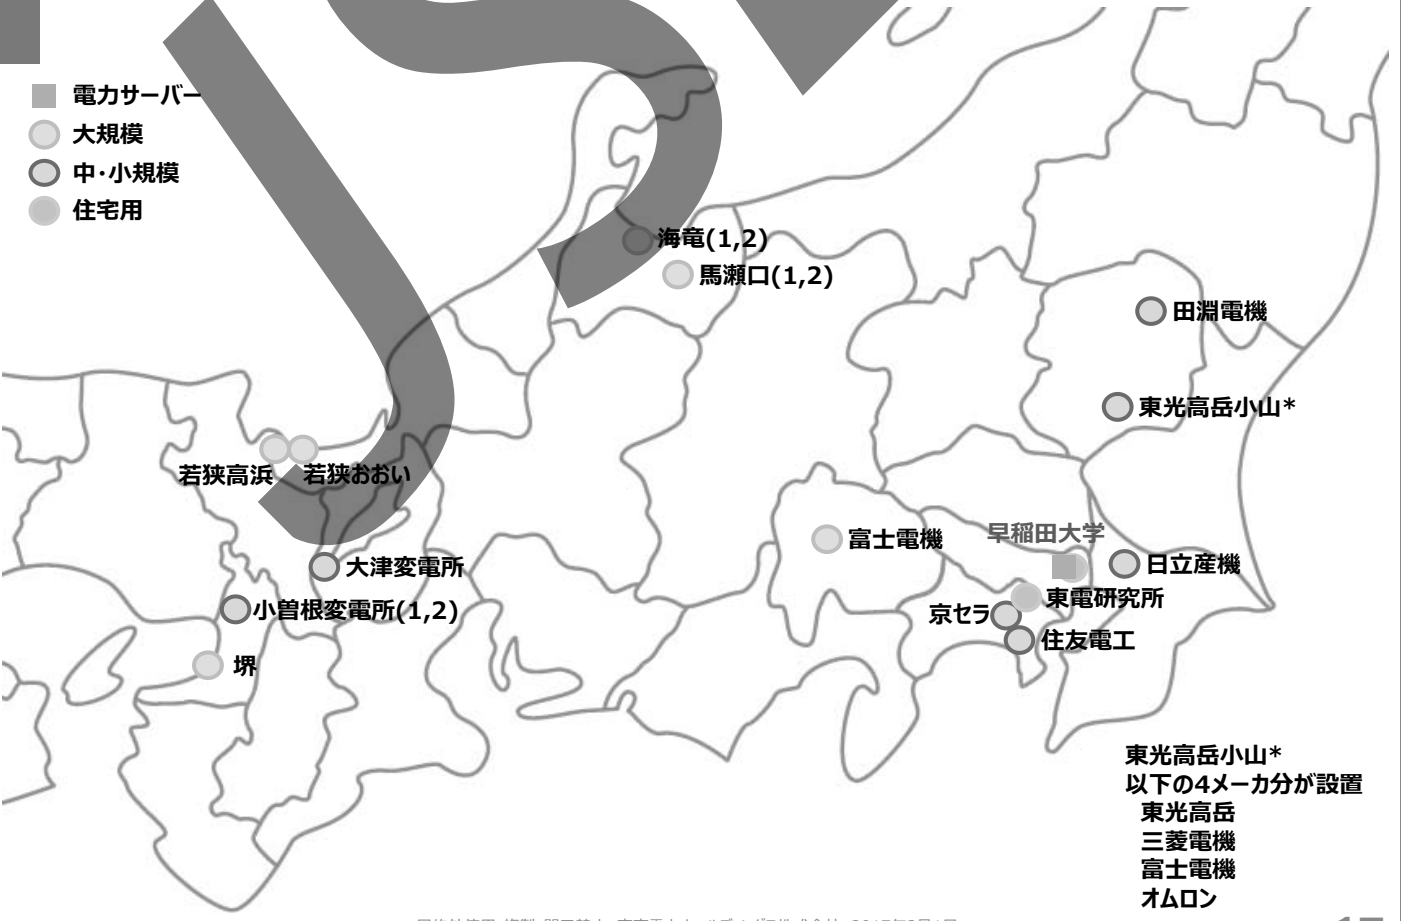 電力サーバー
大規模
中・小規模
住宅用
海竜(1,2)
馬瀬口(1,2)
田淵電機
東光高岳小山*
若狭高浜
若狭おおい
早稲田大学
富士電機
日立産機
大津変電所
東電研究所
小曽根変電所(1,2)
京セラ
住友電工
堺
東光高岳小山*
以下の4メーカ分が設置
東光高岳
三菱電機
富士電機
オムロン